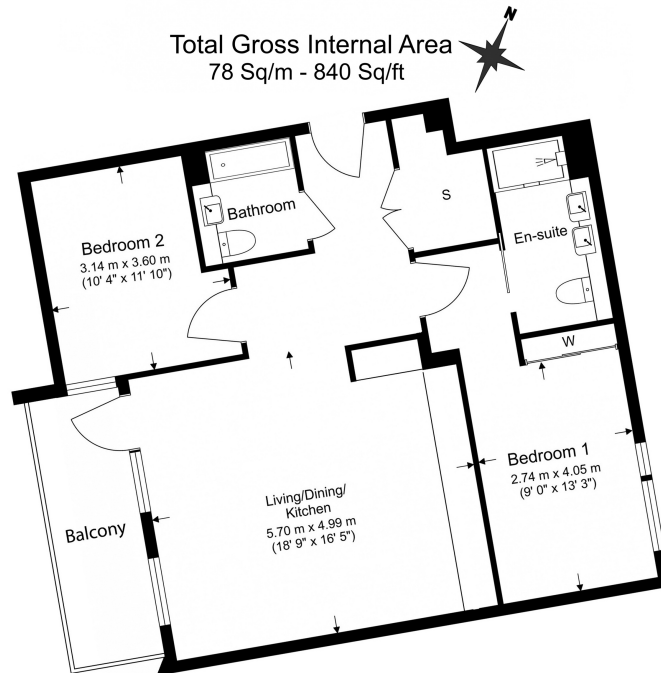 N
Total Gross Internal Area
78 Sq/m - 840 Sq/ft
Bathroom
S
En-suite
Bedroom 2
3.14 m x 3.60 m
(10' 4" x 11' 10")
W
Bedroom 1
2.74 m x 4.05 m
(9' 0" x 13' 3")
Living/Dining/
Kitchen
5.70 m x 4.99 m
(18' 9" x 16' 5")
Balcony